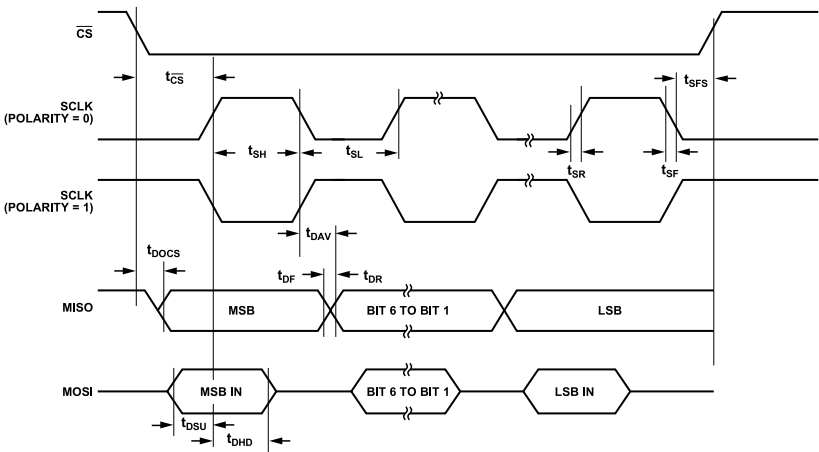 CS
tCS
tSFS
SCLK
(POLARITY = 0)
tSH
tSL
tSR
tSF
SCLK
(POLARITY = 1)
tDAV
tDOCS
tDF
tDR
MISO
MSB
BIT 6 TO BIT 1
LSB
MOSI
MSB IN
BIT 6 TO BIT 1
LSB IN
tDSU
tDHD